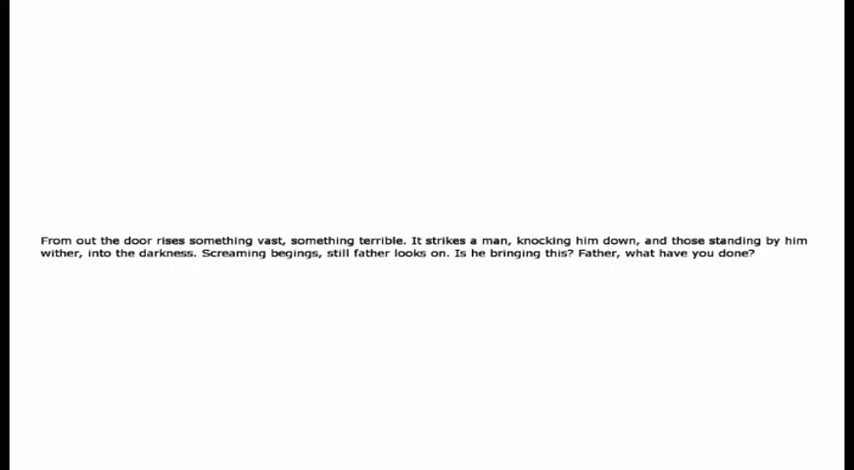 From out the door rises something vast, something terrible. It strikes a man, knocking him down, and those standing by him
wither, into the darkness. Screaming begings, still father looks on. Is he bringing this? Father, what have you done?